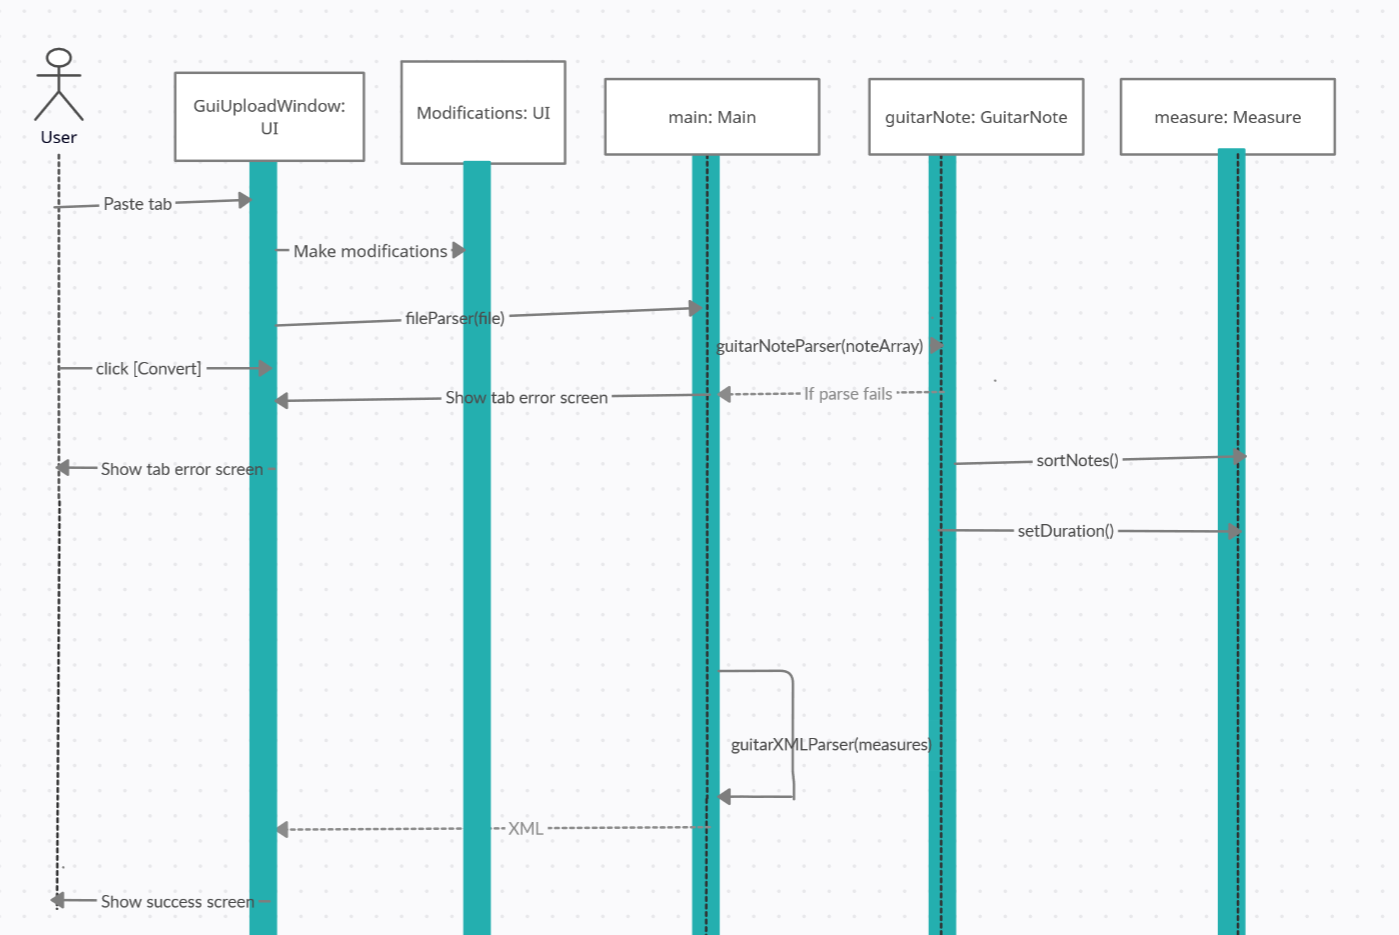 User
GuiUploadWindow:
UI
Modifications: UI
main: Main
guitarNote: GuitarNote
measure: Measure
Paste tab
Make modifications
fileParser(file)
guitarNoteParser(noteArray)
click [Convert]
If parse fails
Show tab error screen
Show tab error screen
sortNotes()
setDuration()
guitarXMLParser(measures)
XML
Show success screen